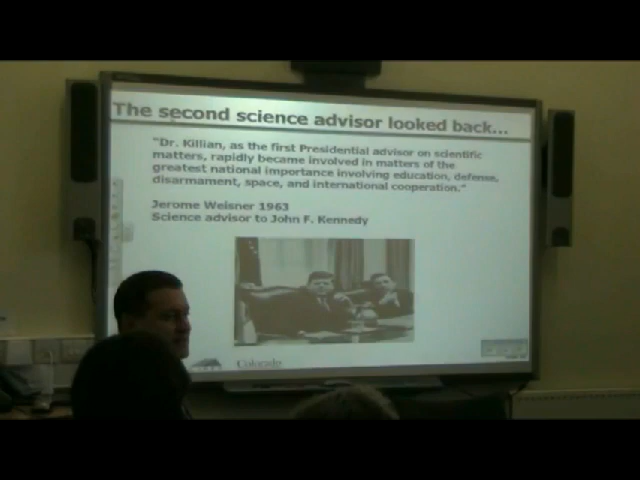 The second science advisor looked back...
"Dr. Killian, as the first Presidential advisor on scientific
matters, rapidly became involved in matters of the
greatest national importance involving education, defense,
disarmament, space, and international cooperation."
Jerome Weisner 1963
Science advisor to John F. Kennedy
Colorado